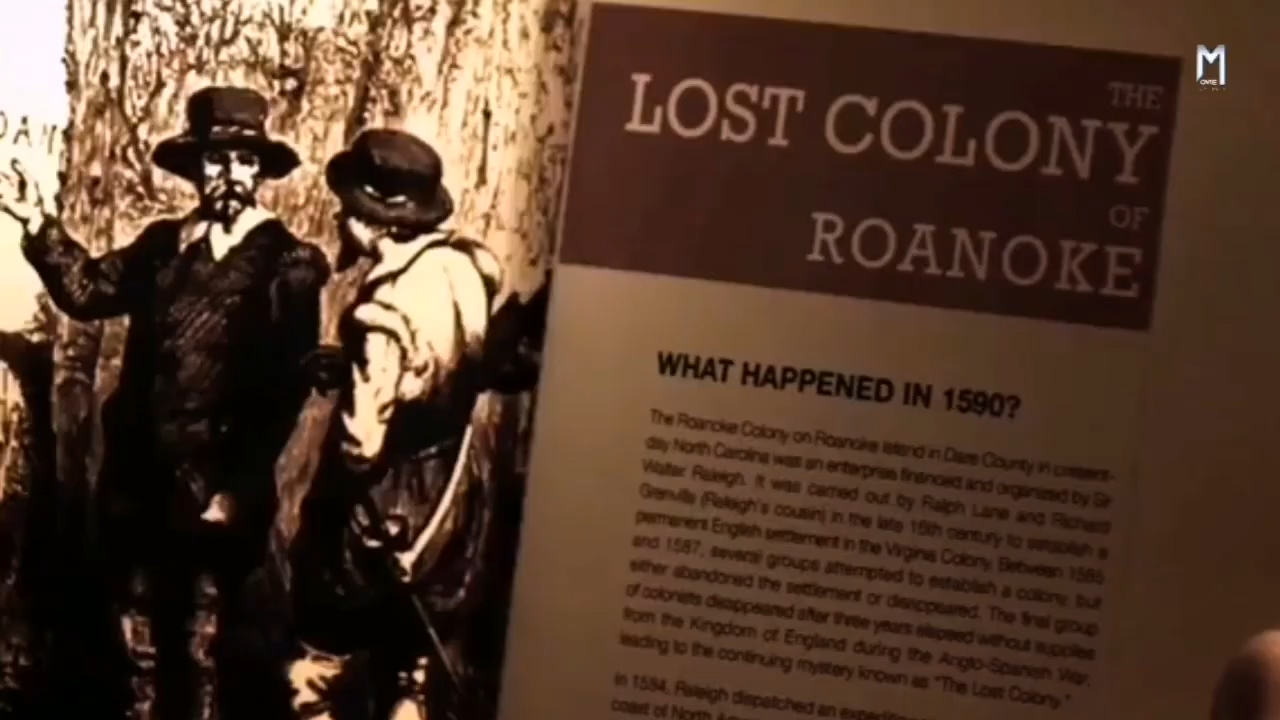 OAN
THE
LOST COLONY
OF
ROANOKE
WHAT HAPPENED IN 1590?
The Roanoke Colony on Roanoke Island in Dare County in present-
day North Carolina was an enterprise financed and organized by Sir
Walter Raleigh. It was carried out by Ralph Lane and Richard
Grenville (Raleigh's cousin) in the late 16th century to establish a
permanent English settlement in the Virginia Colony. Between 1585
and 1587, several groups attempted to establish a colony, but
either abandoned the settlement or disappeared. The final group
of colonists disappeared after three years elapsed without supplies
from the Kingdom of England during the Anglo-Spanish War,
leading to the continuing mystery known as "The Lost Colony."
In 1584, Raleigh dispatched an
coast of North
M
OVIE